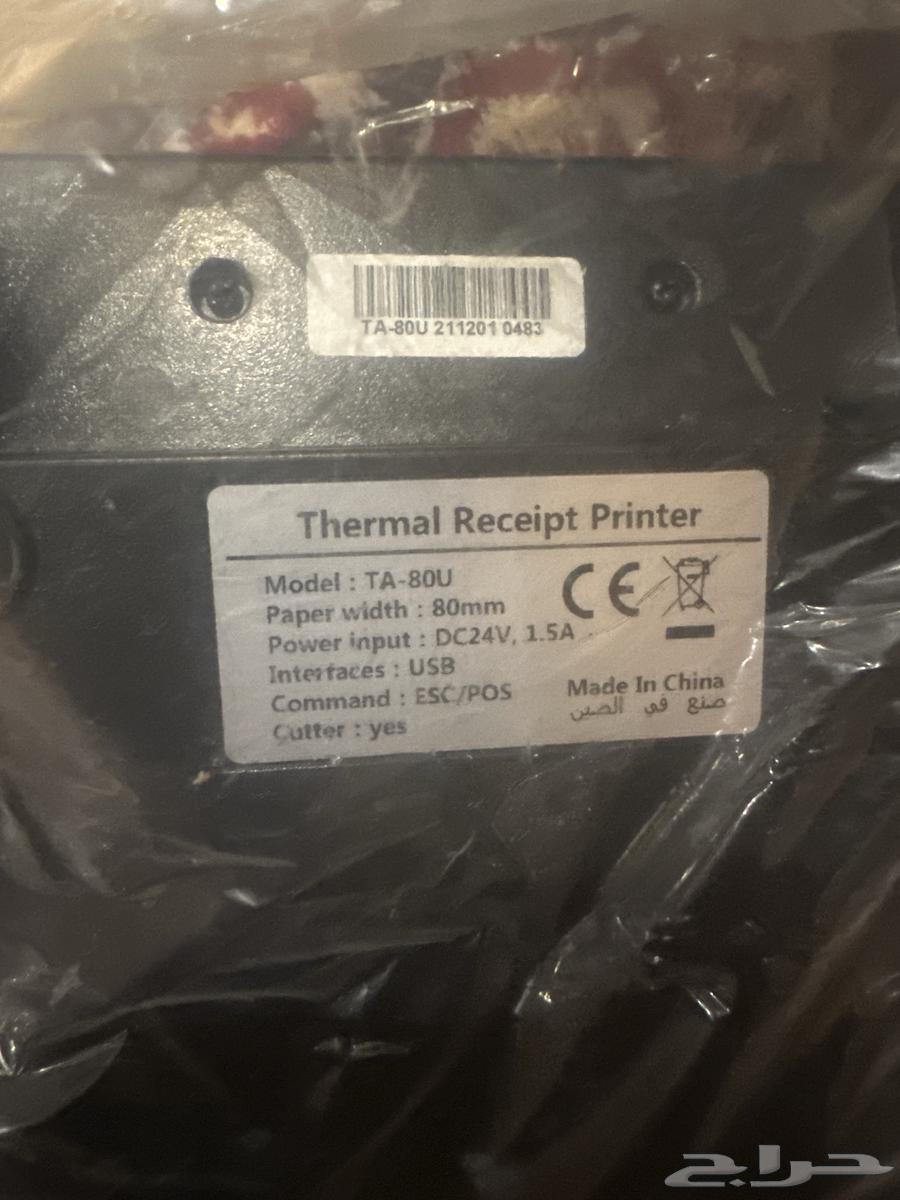 TA-80U 211201 0483
Thermal Receipt Printer
Model : TA-80U
Paper width : 80mm
Power input : DC24V, 1.5A
Interfaces : USB
Command : ESC/POS
Cutter : yes
CE
Made In China
صنع في الصين
حراج